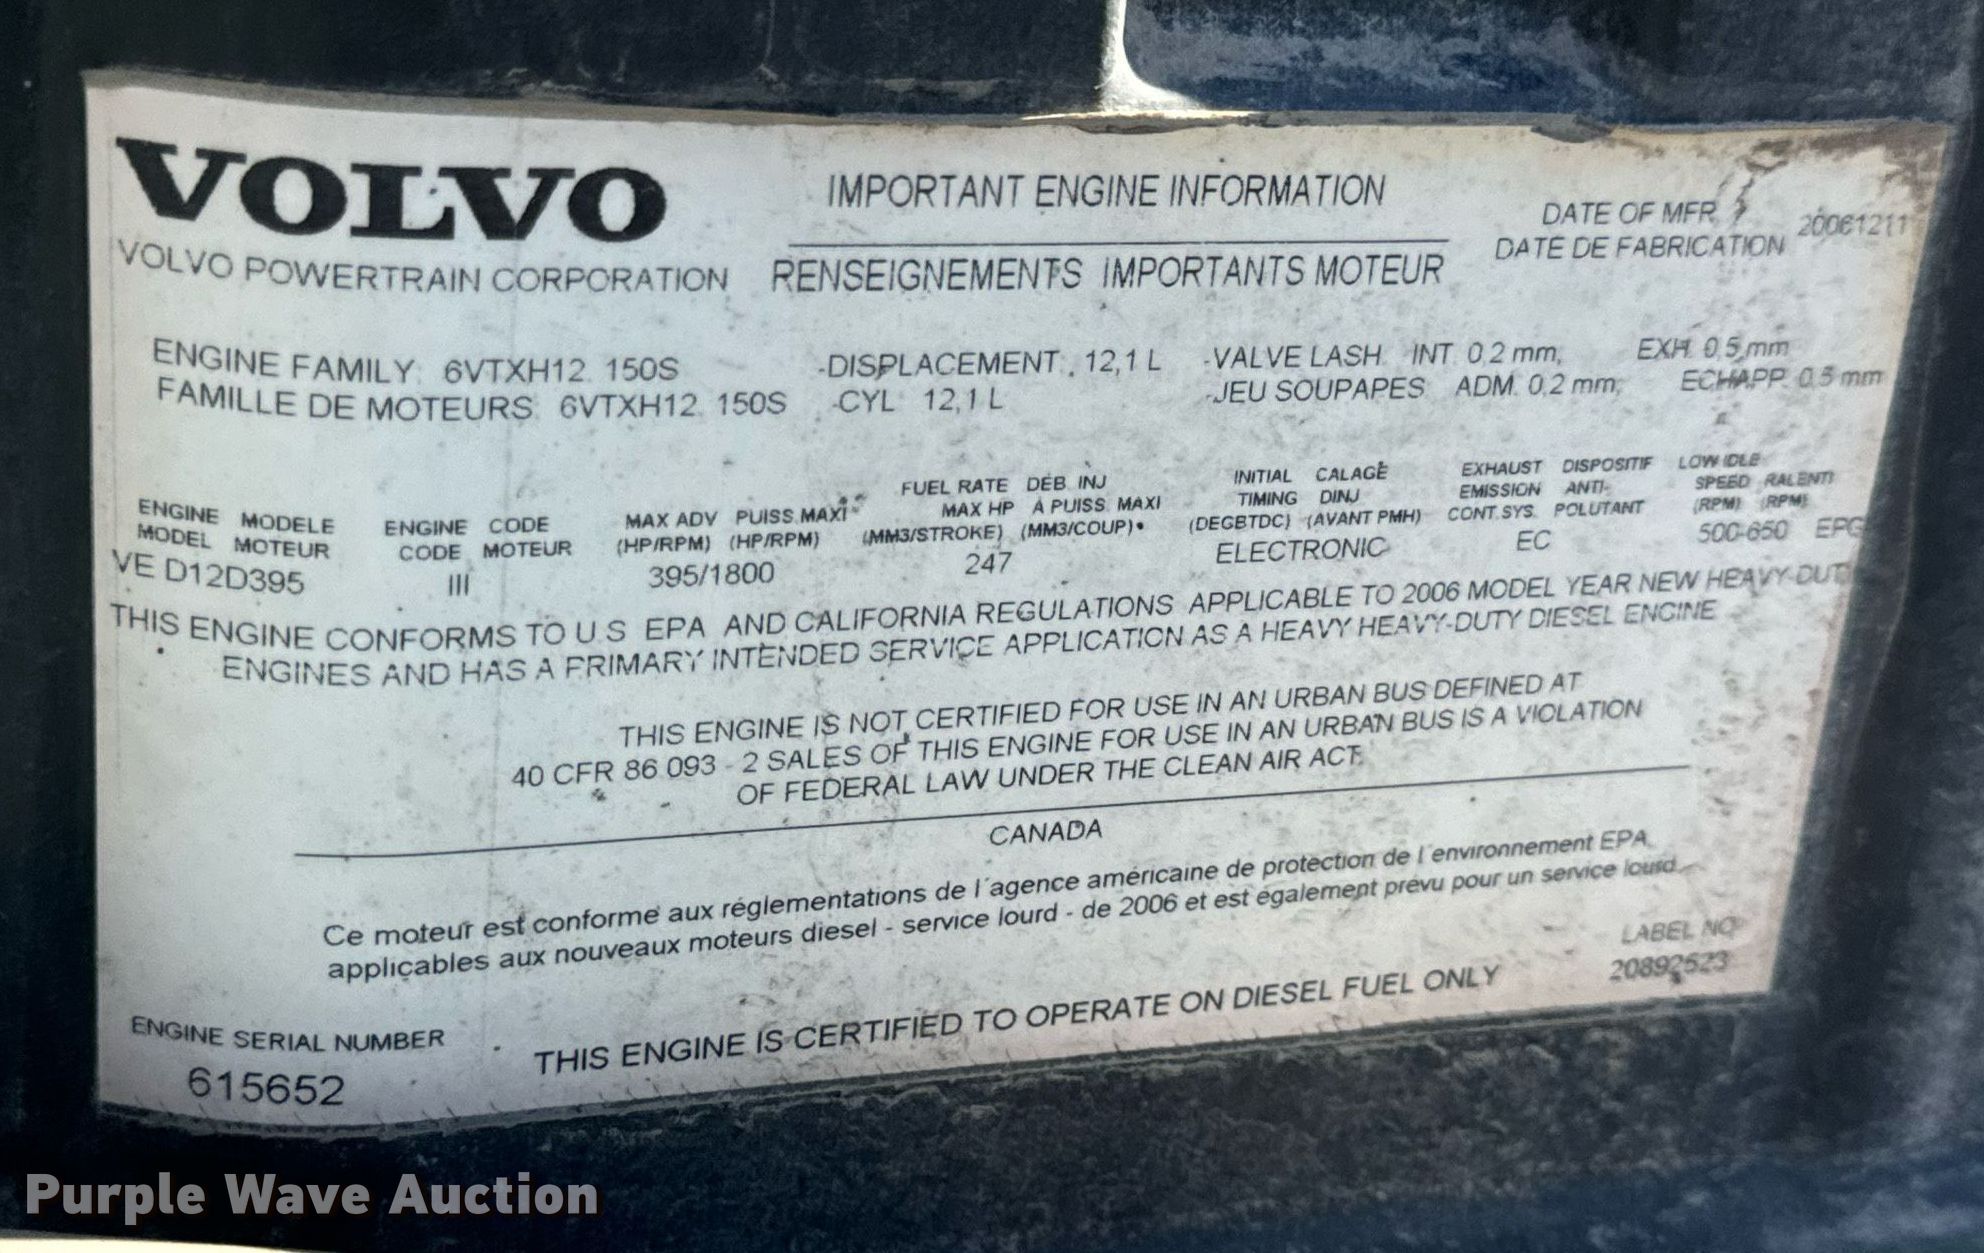 VOLVO
VOLVO POWERTRAIN CORPORATION
IMPORTANT ENGINE INFORMATION
RENSEIGNEMENTS IMPORTANTS MOTEUR
DATE OF MFR
DATE DE FABRICATION
20061211
ENGINE FAMILY: 6VTXH12. 150S
FAMILLE DE MOTEURS: 6VTXH12. 150S
-DISPLACEMENT: 12,1 L
-CYL 12,1 L
-VALVE LASH. INT. 0.2 mm, EXH. 0.5 mm
-JEU SOUPAPES ADM. 0.2 mm, ECHAPP. 0.5 mm
ENGINE MODELE
MODEL MOTEUR
VE D12D395
ENGINE CODE
CODE MOTEUR
III
MAX ADV PUISS.MAXI
(HP/RPM) (HP/RPM)
395/1800
FUEL RATE DÉB. INJ
MAX HP À PUISS. MAXI
(MM3/STROKE) (MM3/COUP)
247
INITIAL CALAGE
TIMING DINJ
(DEGBTDC) (AVANT PMH)
ELECTRONIC
EXHAUST DISPOSITIF
EMISSION ANTI-
CONT.SYS. POLUTANT
EC
LOW IDLE
SPEED RALENTI
(RPM) (RPM)
500-650 EPG
THIS ENGINE CONFORMS TO U.S EPA AND CALIFORNIA REGULATIONS APPLICABLE TO 2006 MODEL YEAR NEW HEAVY-DUTY
ENGINES AND HAS A PRIMARY INTENDED SERVICE APPLICATION AS A HEAVY HEAVY-DUTY DIESEL ENGINE
THIS ENGINE IS NOT CERTIFIED FOR USE IN AN URBAN BUS DEFINED AT
40 CFR 86 093 - 2 SALES OF THIS ENGINE FOR USE IN AN URBAN BUS IS A VIOLATION
OF FEDERAL LAW UNDER THE CLEAN AIR ACT.
CANADA
Ce moteur est conforme aux réglementations de l´agence américaine de protection de l´environnement EPA
applicables aux nouveaux moteurs diesel - service lourd - de 2006 et est également prévu pour un service lousd
LABEL NO
20892523
ENGINE SERIAL NUMBER
615652
THIS ENGINE IS CERTIFIED TO OPERATE ON DIESEL FUEL ONLY
Purple Wave Auction